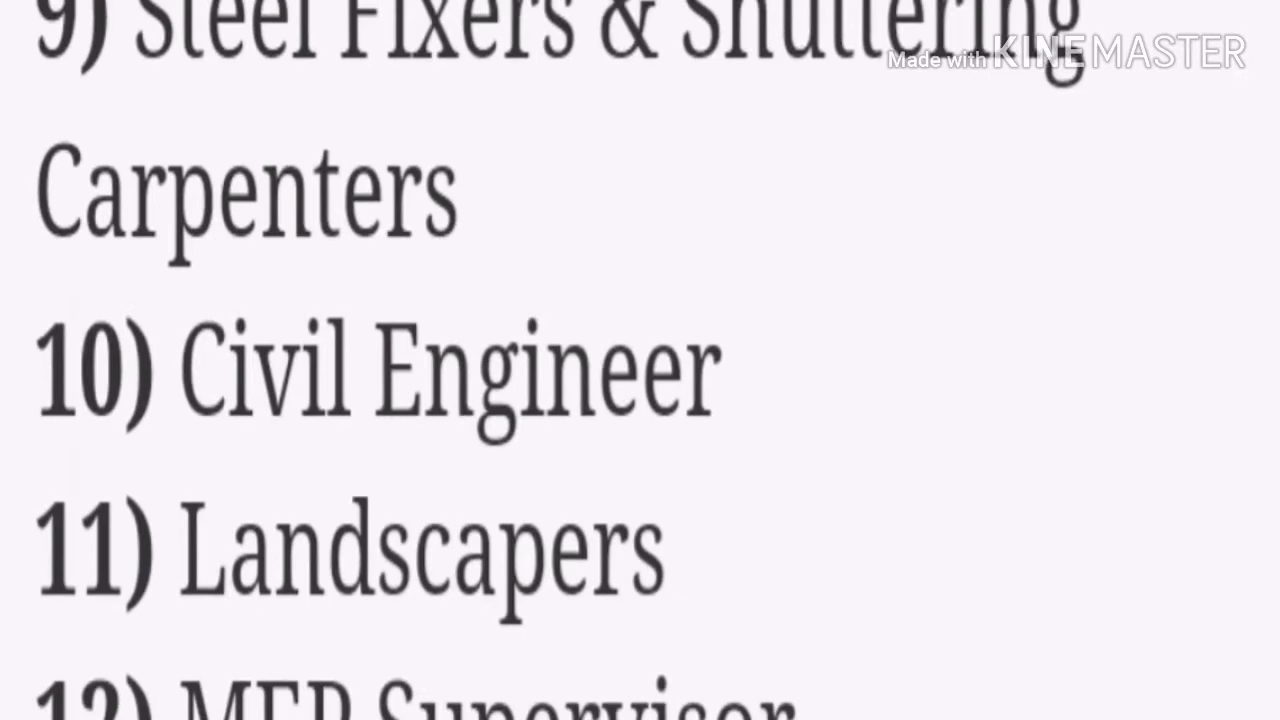 9) Steel Fixers & Shuttering
Made with KINEMASTER
Carpenters
10) Civil Engineer
11) Landscapers
12) MEP Supervisor